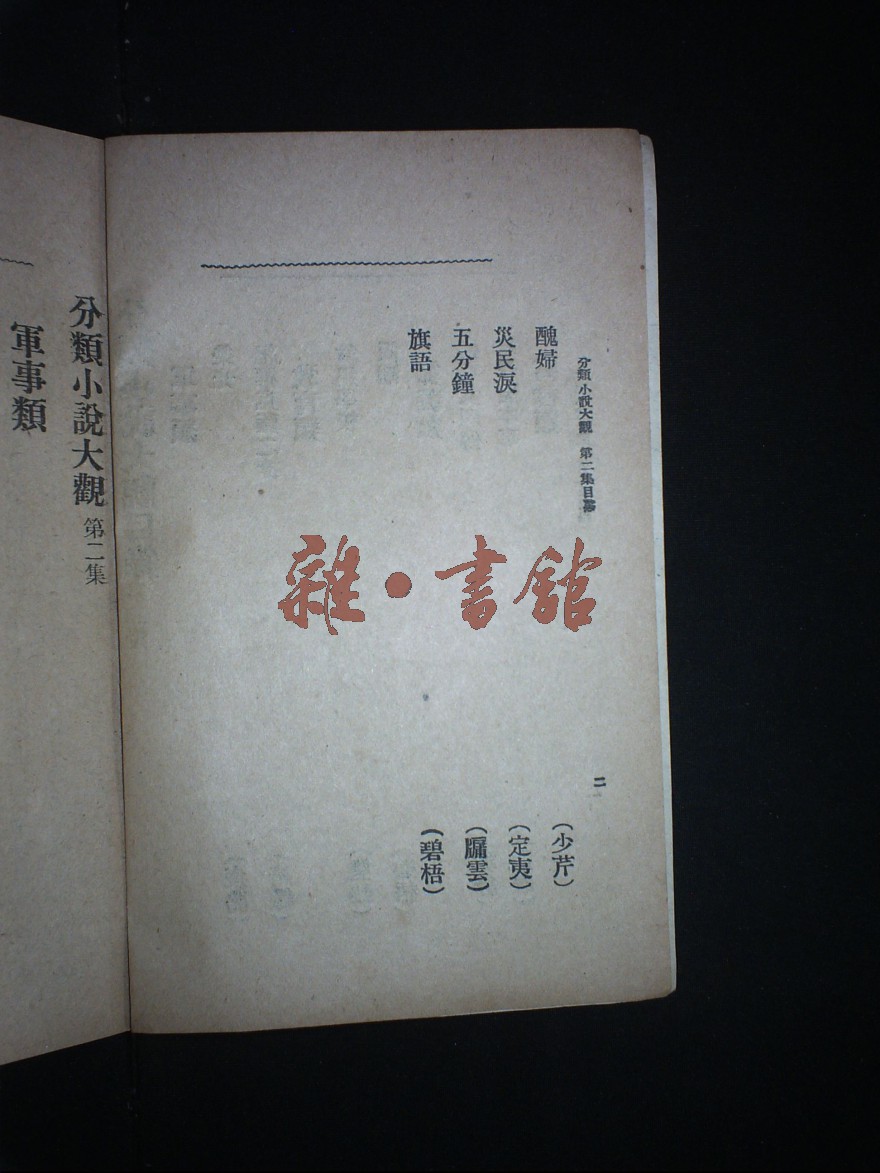 分類小說大觀　第二集目錄
二
醜婦　（少芹）
災民淚　（定夷）
五分鐘　（牖雲）
旗語　（碧梧）
分類小說大觀　第二集
軍事類
雜・書館